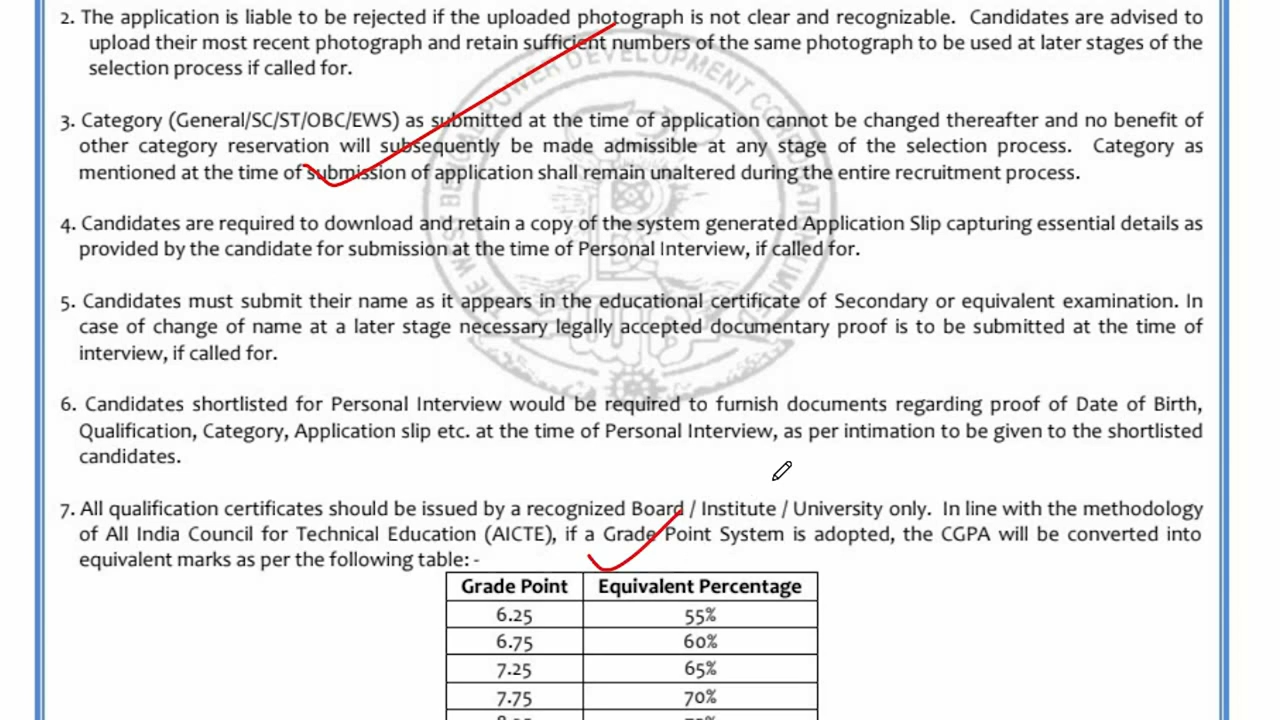 2. The application is liable to be rejected if the uploaded photograph is not clear and recognizable. Candidates are advised to
upload their most recent photograph and retain sufficient numbers of the same photograph to be used at later stages of the
selection process if called for.
3. Category (General/SC/ST/OBC/EWS) as submitted at the time of application cannot be changed thereafter and no benefit of
other category reservation will subsequently be made admissible at any stage of the selection process. Category as
mentioned at the time of submission of application shall remain unaltered during the entire recruitment process.
4. Candidates are required to download and retain a copy of the system generated Application Slip capturing essential details as
provided by the candidate for submission at the time of Personal Interview, if called for.
5. Candidates must submit their name as it appears in the educational certificate of Secondary or equivalent examination. In
case of change of name at a later stage necessary legally accepted documentary proof is to be submitted at the time of
interview, if called for.
6. Candidates shortlisted for Personal Interview would be required to furnish documents regarding proof of Date of Birth,
Qualification, Category, Application slip etc. at the time of Personal Interview, as per intimation to be given to the shortlisted
candidates.
7. All qualification certificates should be issued by a recognized Board / Institute / University only. In line with the methodology
of All India Council for Technical Education (AICTE), if a Grade Point System is adopted, the CGPA will be converted into
equivalent marks as per the following table: -
Grade Point Equivalent Percentage
6.25 55%
6.75 60%
7.25 65%
7.75 70%
THE WEST BENGAL POWER DEVELOPMENT CORPORATION LIMITED